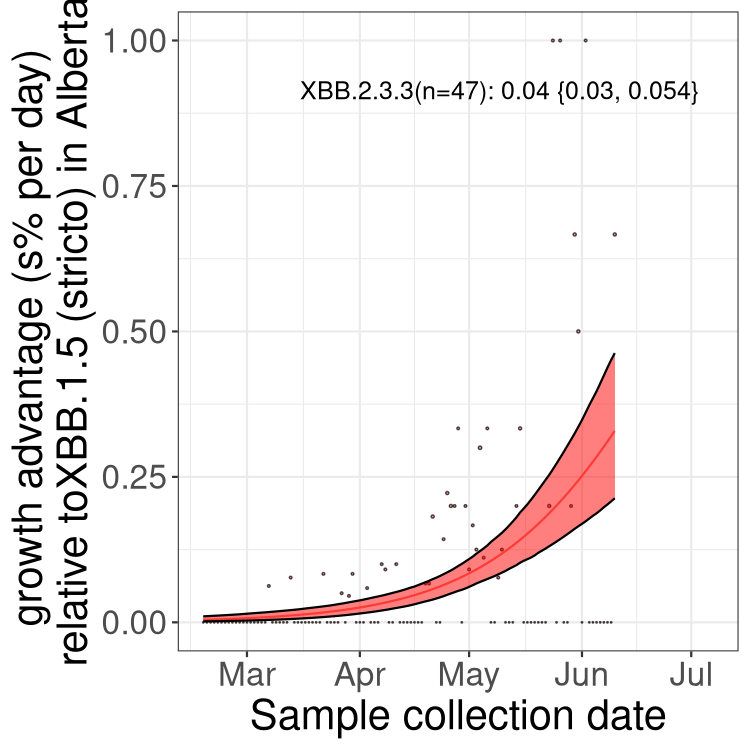 growth advantage (s% per day)
relative toXBB.1.5 (stricto) in Alberta
1.00
0.75
0.50
0.25
0.00
XBB.2.3.3(n=47): 0.04 {0.03, 0.054}
Mar Apr May Jun Jul
Sample collection date